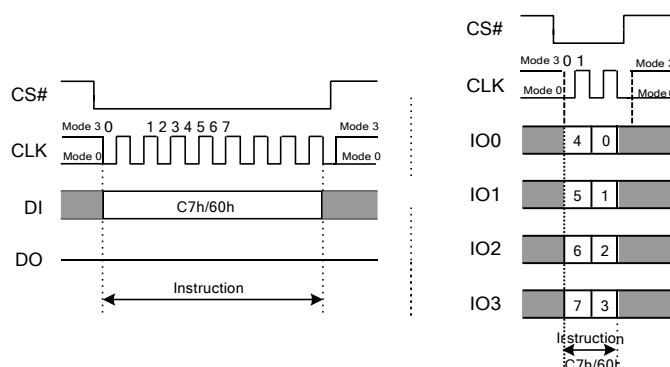 CS#
Mode 3 0 1 2 3 4 5 6 7 Mode 3
CLK
Mode 0 Mode 0
DI C7h/60h
DO
Instruction
CS#
Mode 3 0 1 Mode 3
CLK
Mode 0
IO0 4 0
IO1 5 1
IO2 6 2
IO3 7 3
Instruction
C7h/60h